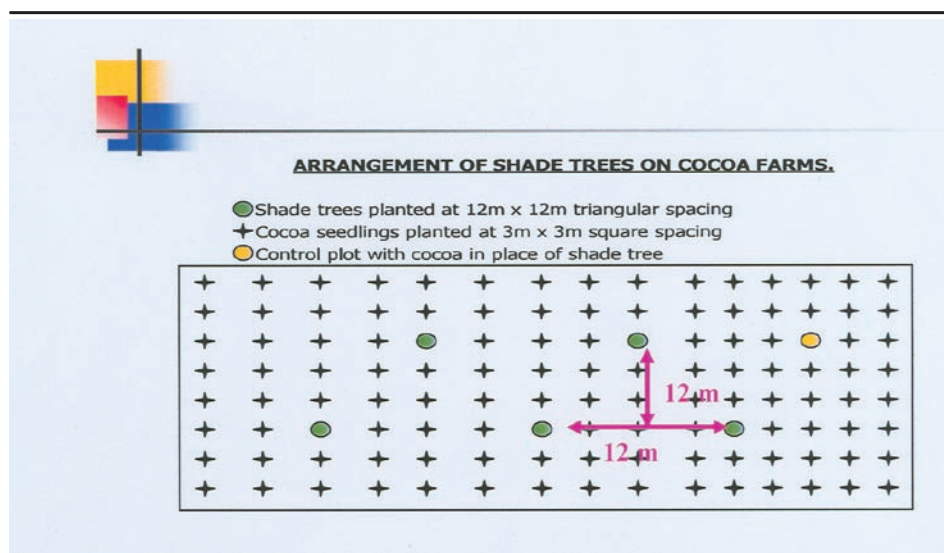 ARRANGEMENT OF SHADE TREES ON COCOA FARMS.
Shade trees planted at 12m x 12m triangular spacing
Cocoa seedlings planted at 3m x 3m square spacing
Control plot with cocoa in place of shade tree
12 m
12 m